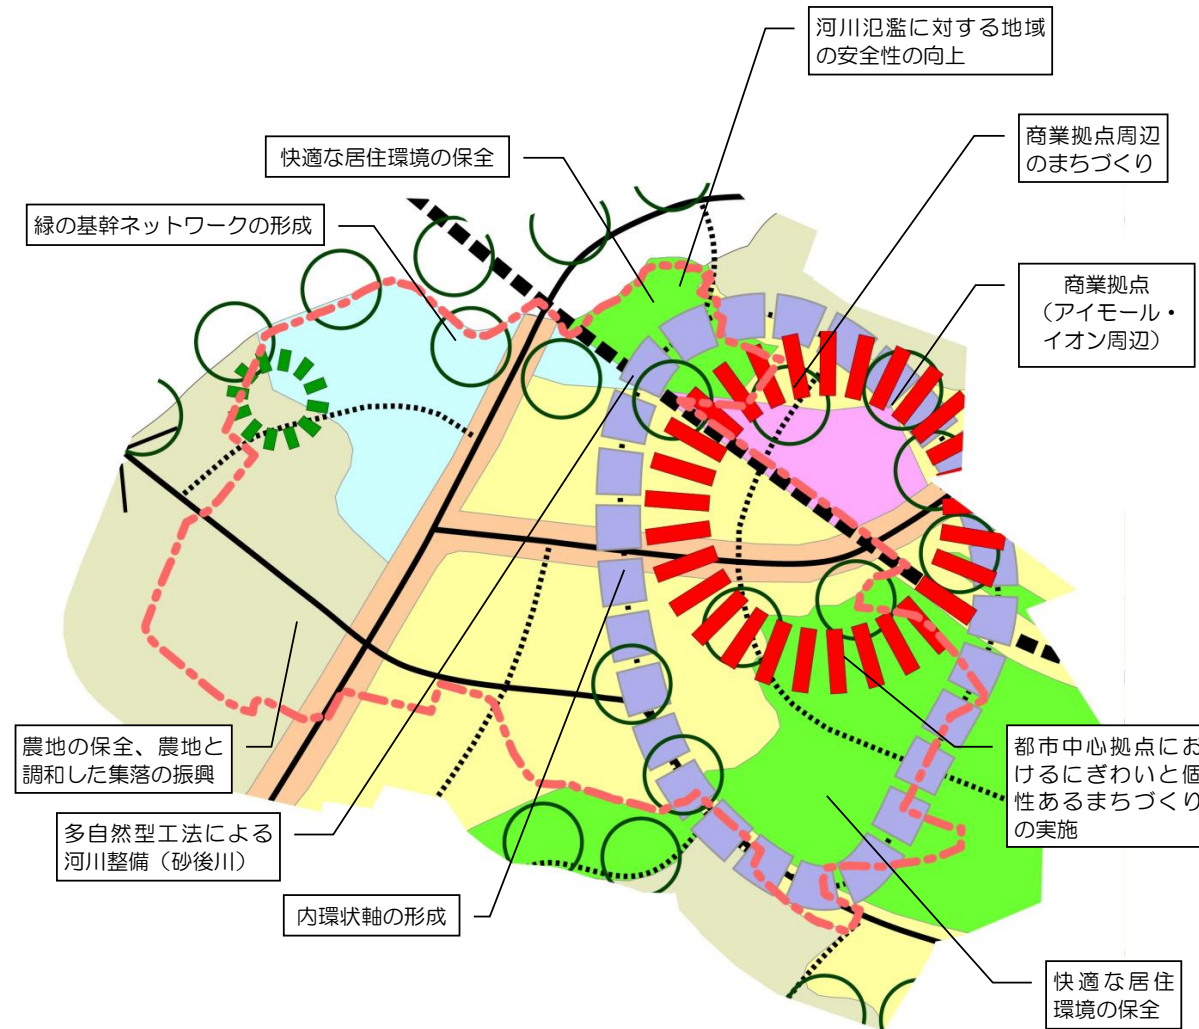 河川氾濫に対する地域
の安全性の向上
商業拠点周辺
のまちづくり
快適な居住環境の保全
緑の基幹ネットワークの形成
商業拠点
（アイモール・
イオン周辺）
農地の保全、農地と
調和した集落の振興
都市中心拠点にお
けるにぎわいと個
性あるまちづくり
の実施
多自然型工法による
河川整備（砂後川）
内環状軸の形成
快適な居住
環境の保全